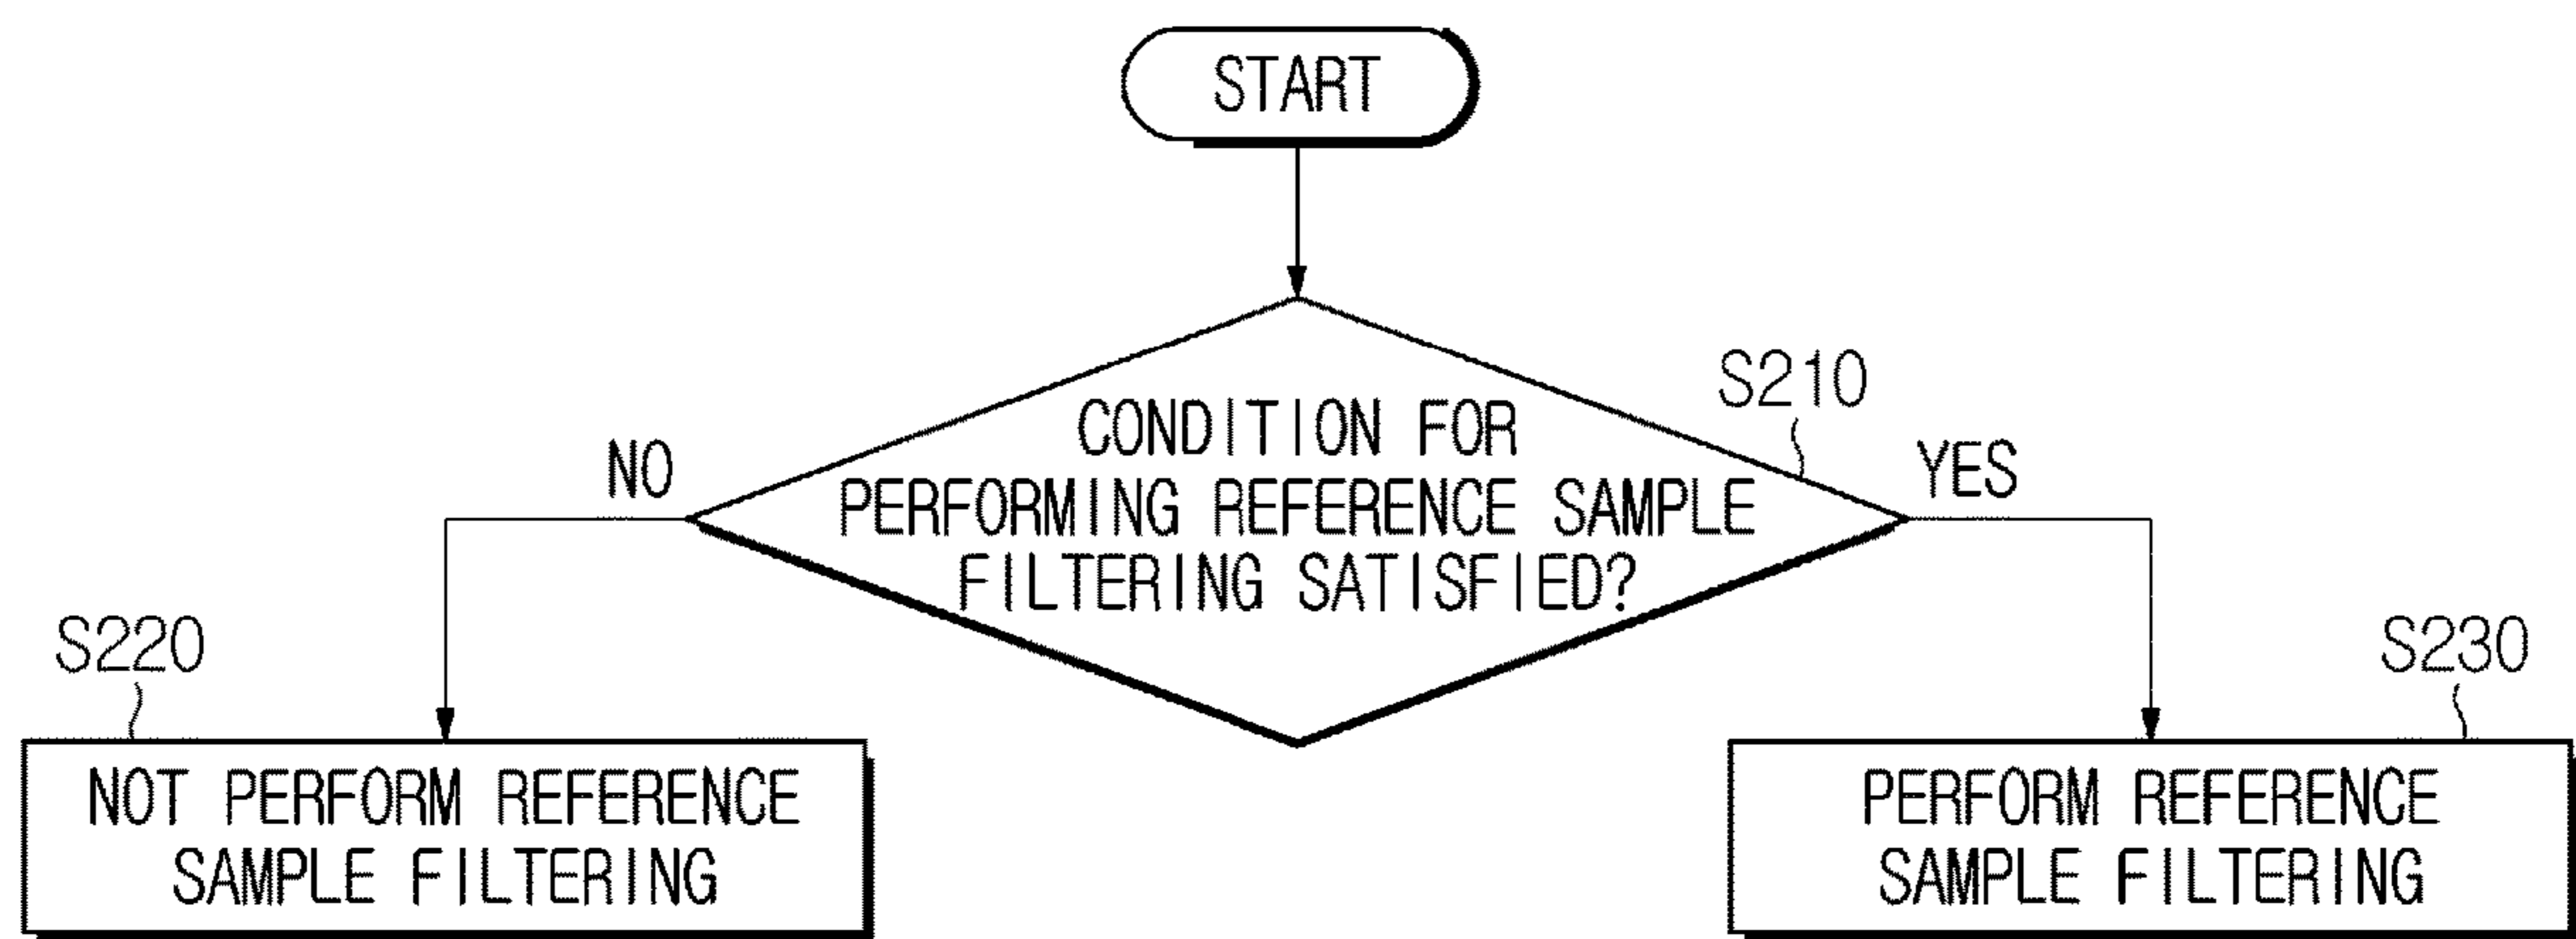 START
S210
CONDITION FOR
PERFORMING REFERENCE SAMPLE
FILTERING SATISFIED?
NO
YES
S220
NOT PERFORM REFERENCE
SAMPLE FILTERING
S230
PERFORM REFERENCE
SAMPLE FILTERING